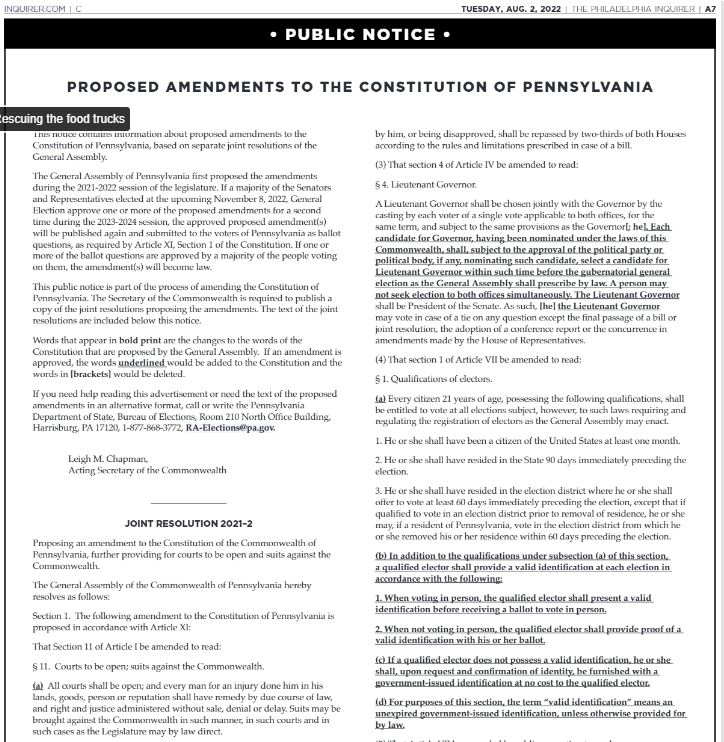 INQUIRER.COM | C
TUESDAY, AUG. 2, 2022 | THE PHILADELPHIA INQUIRER | A7
• PUBLIC NOTICE •
PROPOSED AMENDMENTS TO THE CONSTITUTION OF PENNSYLVANIA
Rescuing the food trucks
This notice contains information about proposed amendments to the
Constitution of Pennsylvania, based on separate joint resolutions of the
General Assembly.
The General Assembly of Pennsylvania first proposed the amendments
during the 2021-2022 session of the legislature. If a majority of the Senators
and Representatives elected at the upcoming November 8, 2022, General
Election approve one or more of the proposed amendments for a second
time during the 2023-2024 session, the approved proposed amendment(s)
will be published again and submitted to the voters of Pennsylvania as ballot
questions, as required by Article XI, Section 1 of the Constitution. If one or
more of the ballot questions are approved by a majority of the people voting
on them, the amendment(s) will become law.
This public notice is part of the process of amending the Constitution of
Pennsylvania. The Secretary of the Commonwealth is required to publish a
copy of the joint resolutions proposing the amendments. The text of the joint
resolutions are included below this notice.
Words that appear in bold print are the changes to the words of the
Constitution that are proposed by the General Assembly. If an amendment is
approved, the words underlined would be added to the Constitution and the
words in [brackets] would be deleted.
If you need help reading this advertisement or need the text of the proposed
amendments in an alternative format, call or write the Pennsylvania
Department of State, Bureau of Elections, Room 210 North Office Building,
Harrisburg, PA 17120, 1-877-868-3772, RA-Elections@pa.gov.
Leigh M. Chapman,
Acting Secretary of the Commonwealth
JOINT RESOLUTION 2021–2
Proposing an amendment to the Constitution of the Commonwealth of
Pennsylvania, further providing for courts to be open and suits against the
Commonwealth.
The General Assembly of the Commonwealth of Pennsylvania hereby
resolves as follows:
Section 1. The following amendment to the Constitution of Pennsylvania is
proposed in accordance with Article XI:
That Section 11 of Article I be amended to read:
§ 11. Courts to be open; suits against the Commonwealth.
(a) All courts shall be open; and every man for an injury done him in his
lands, goods, person or reputation shall have remedy by due course of law,
and right and justice administered without sale, denial or delay. Suits may be
brought against the Commonwealth in such manner, in such courts and in
such cases as the Legislature may by law direct.
by him, or being disapproved, shall be repassed by two-thirds of both Houses
according to the rules and limitations prescribed in case of a bill.
(3) That section 4 of Article IV be amended to read:
§ 4. Lieutenant Governor.
A Lieutenant Governor shall be chosen jointly with the Governor by the
casting by each voter of a single vote applicable to both offices, for the
same term, and subject to the same provisions as the Governor[; he]. Each
candidate for Governor, having been nominated under the laws of this
Commonwealth, shall, subject to the approval of the political party or
political body, if any, nominating such candidate, select a candidate for
Lieutenant Governor within such time before the gubernatorial general
election as the General Assembly shall prescribe by law. A person may
not seek election to both offices simultaneously. The Lieutenant Governor
shall be President of the Senate. As such, [he] the Lieutenant Governor
may vote in case of a tie on any question except the final passage of a bill or
joint resolution, the adoption of a conference report or the concurrence in
amendments made by the House of Representatives.
(4) That section 1 of Article VII be amended to read:
§ 1. Qualifications of electors.
(a) Every citizen 21 years of age, possessing the following qualifications, shall
be entitled to vote at all elections subject, however, to such laws requiring and
regulating the registration of electors as the General Assembly may enact.
1. He or she shall have been a citizen of the United States at least one month.
2. He or she shall have resided in the State 90 days immediately preceding the
election.
3. He or she shall have resided in the election district where he or she shall
offer to vote at least 60 days immediately preceding the election, except that if
qualified to vote in an election district prior to removal of residence, he or she
may, if a resident of Pennsylvania, vote in the election district from which he
or she removed his or her residence within 60 days preceding the election.
(b) In addition to the qualifications under subsection (a) of this section,
a qualified elector shall provide a valid identification at each election in
accordance with the following:
1. When voting in person, the qualified elector shall present a valid
identification before receiving a ballot to vote in person.
2. When not voting in person, the qualified elector shall provide proof of a
valid identification with his or her ballot.
(c) If a qualified elector does not possess a valid identification, he or she
shall, upon request and confirmation of identity, be furnished with a
government-issued identification at no cost to the qualified elector.
(d) For purposes of this section, the term “valid identification” means an
unexpired government-issued identification, unless otherwise provided for
by law.